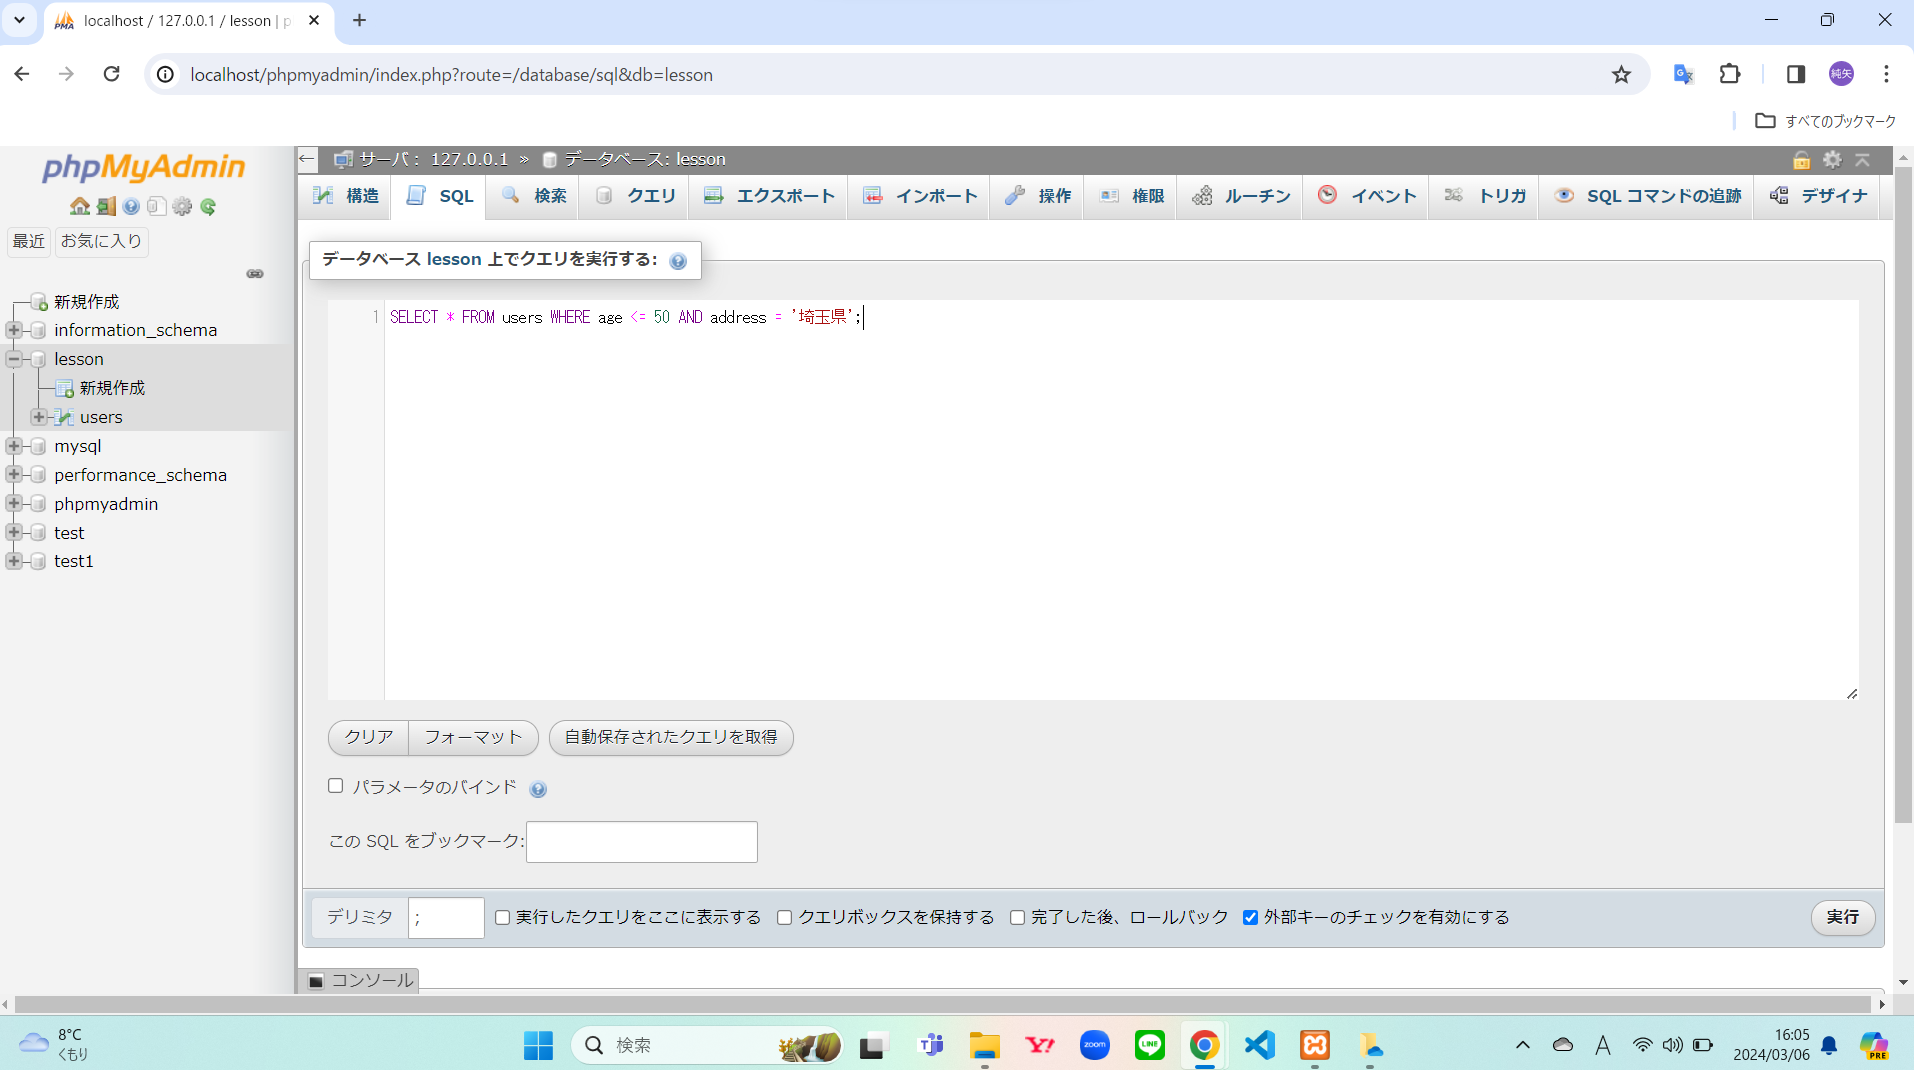 localhost / 127.0.0.1 / lesson | p
localhost/phpmyadmin/index.php?route=/database/sql&db=lesson
純矢
すべてのブックマーク
phpMyAdmin
最近 お気に入り
新規作成
information_schema
lesson
新規作成
users
mysql
performance_schema
phpmyadmin
test
test1
サーバ: 127.0.0.1 » データベース: lesson
構造 SQL 検索 クエリ エクスポート インポート 操作 権限 ルーチン イベント トリガ SQL コマンドの追跡 デザイナ
データベース lesson 上でクエリを実行する:
1 SELECT * FROM users WHERE age <= 50 AND address = '埼玉県';
クリア フォーマット 自動保存されたクエリを取得
パラメータのバインド
この SQL をブックマーク:
デリミタ ; 実行したクエリをここに表示する クエリボックスを保持する 完了した後、ロールバック 外部キーのチェックを有効にする 実行
コンソール
8°C
くもり
検索
zoom
LINE
A
16:05
2024/03/06
PRE